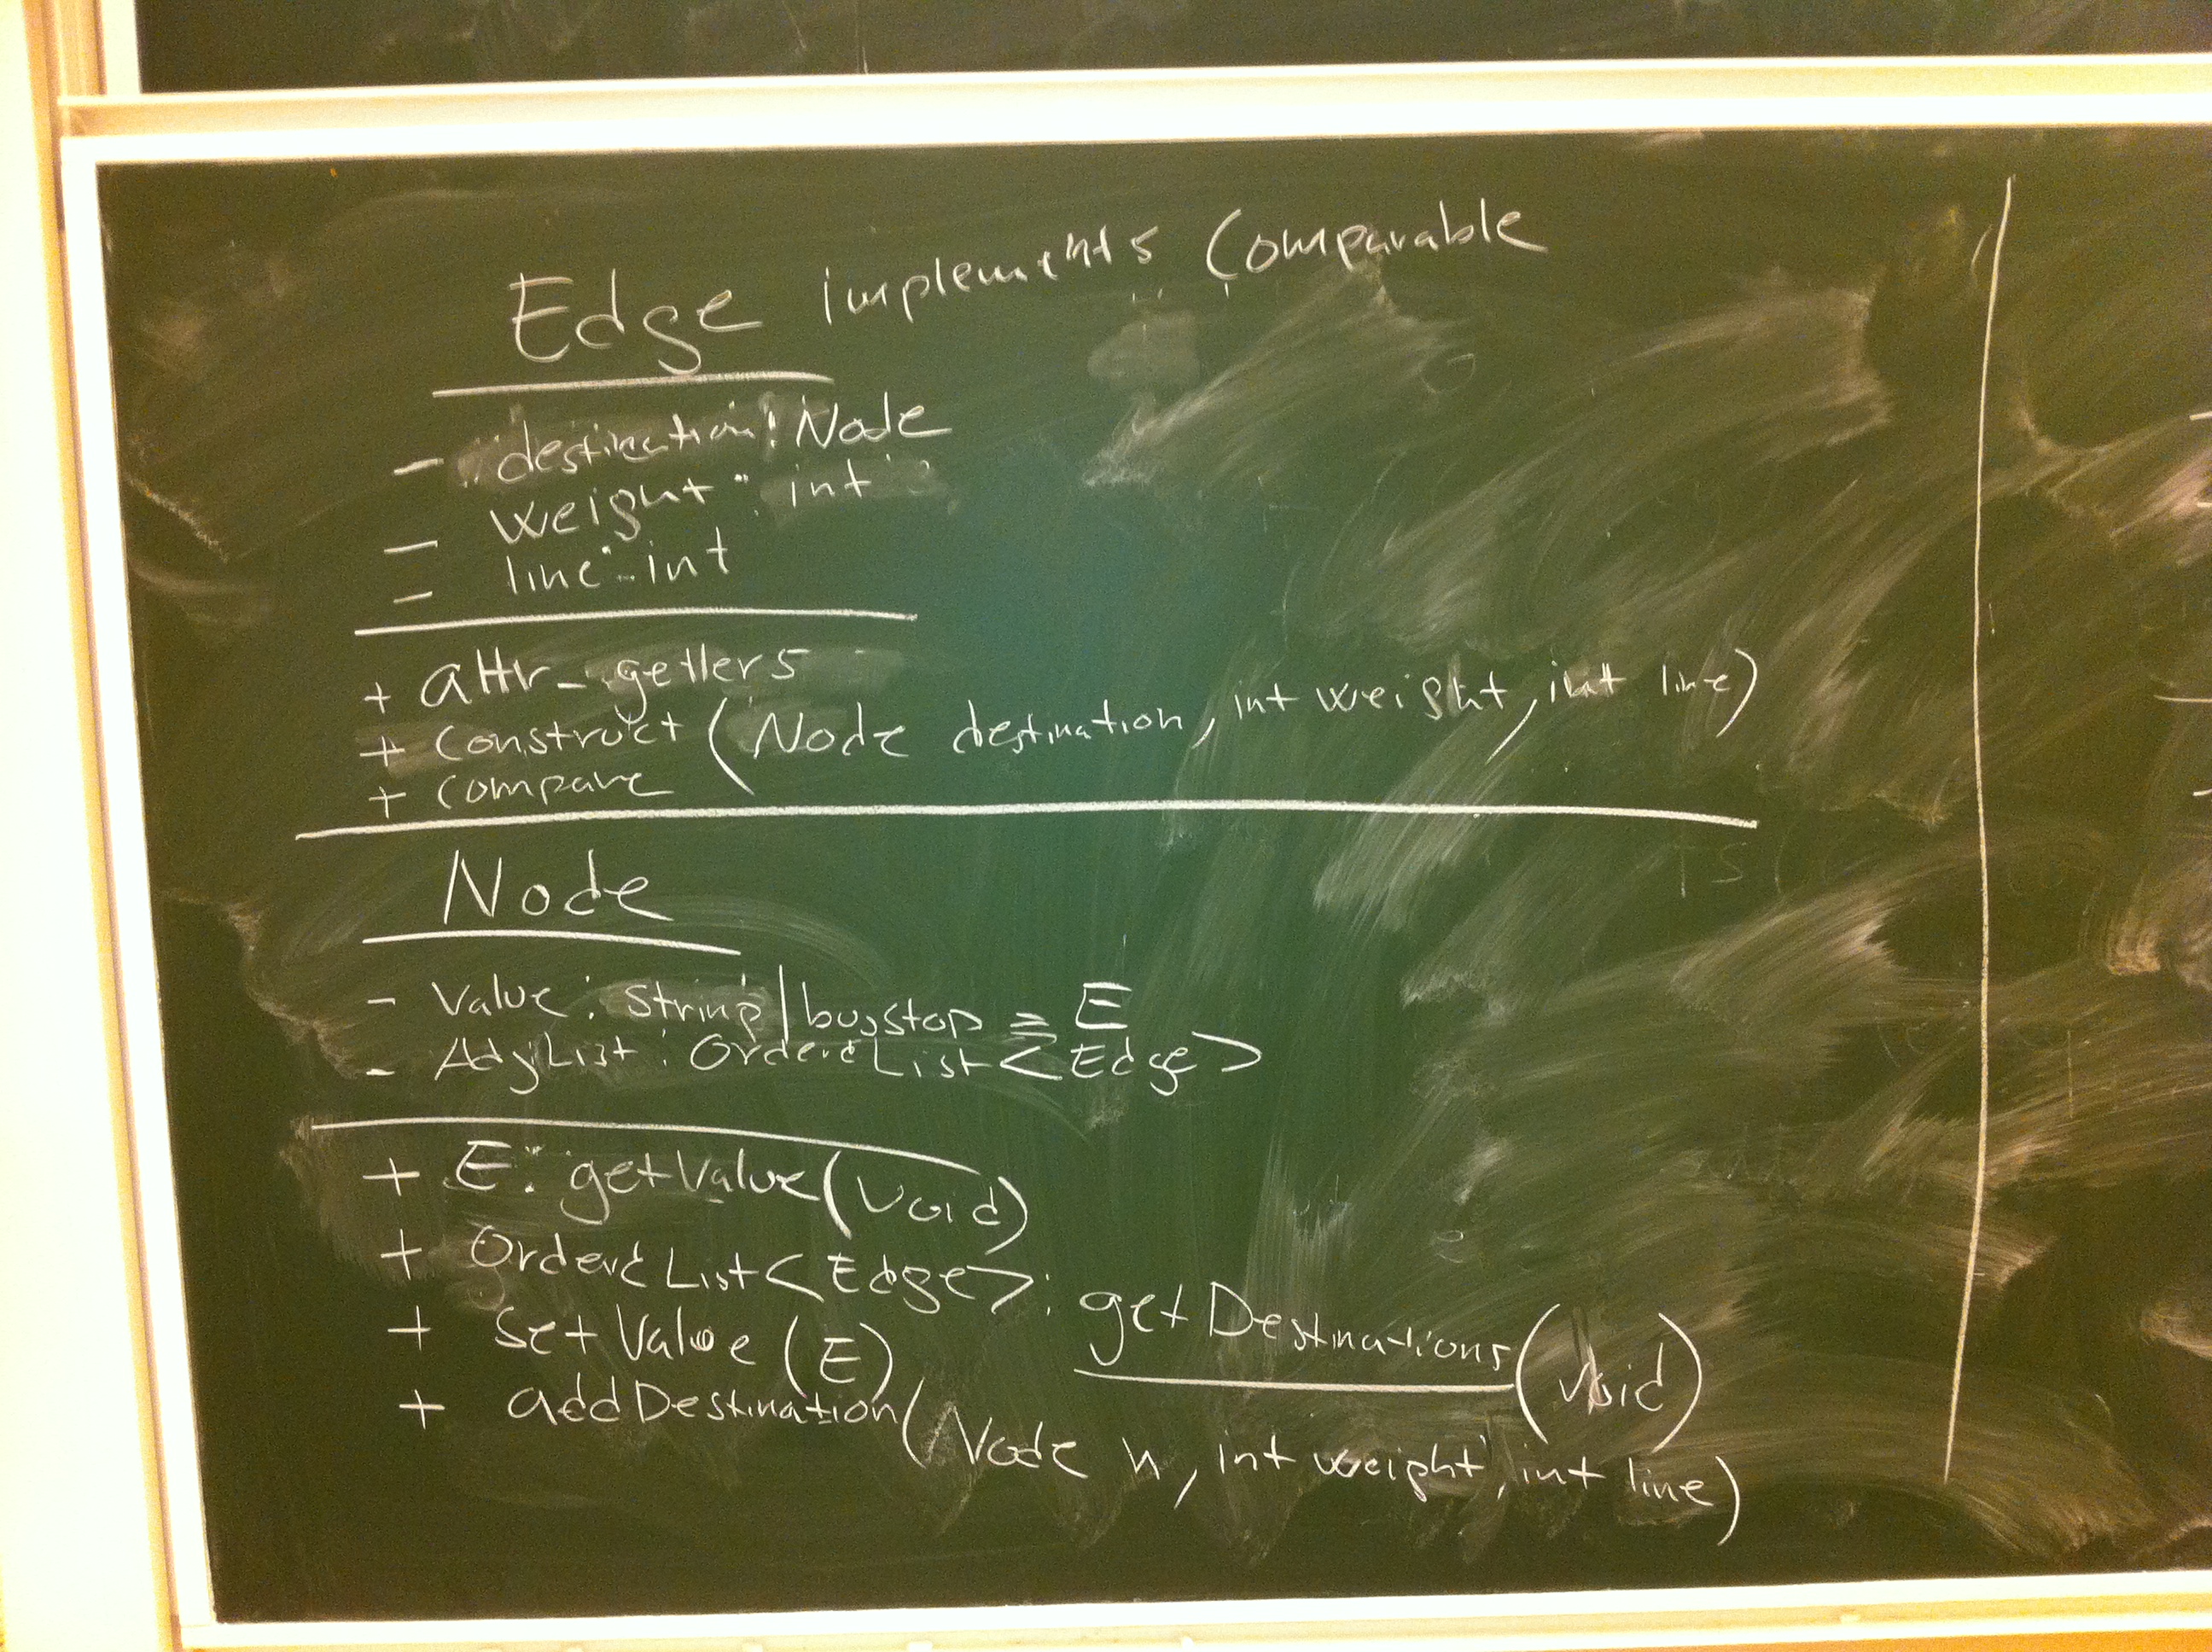 Edge implements Comparable
- destination: Node
- weight: int
- line: int
+ attr_getters
+ Construct (Node destination, int weight, int line)
+ Compare
Node
- Value: String/busstop = E
- AdjList: OrderedList<Edge>
+ E: getValue(void)
+ OrderedList<Edge>: getDestinations(void)
+ SetValue (E)
+ addDestination(Node n, int weight, int line)